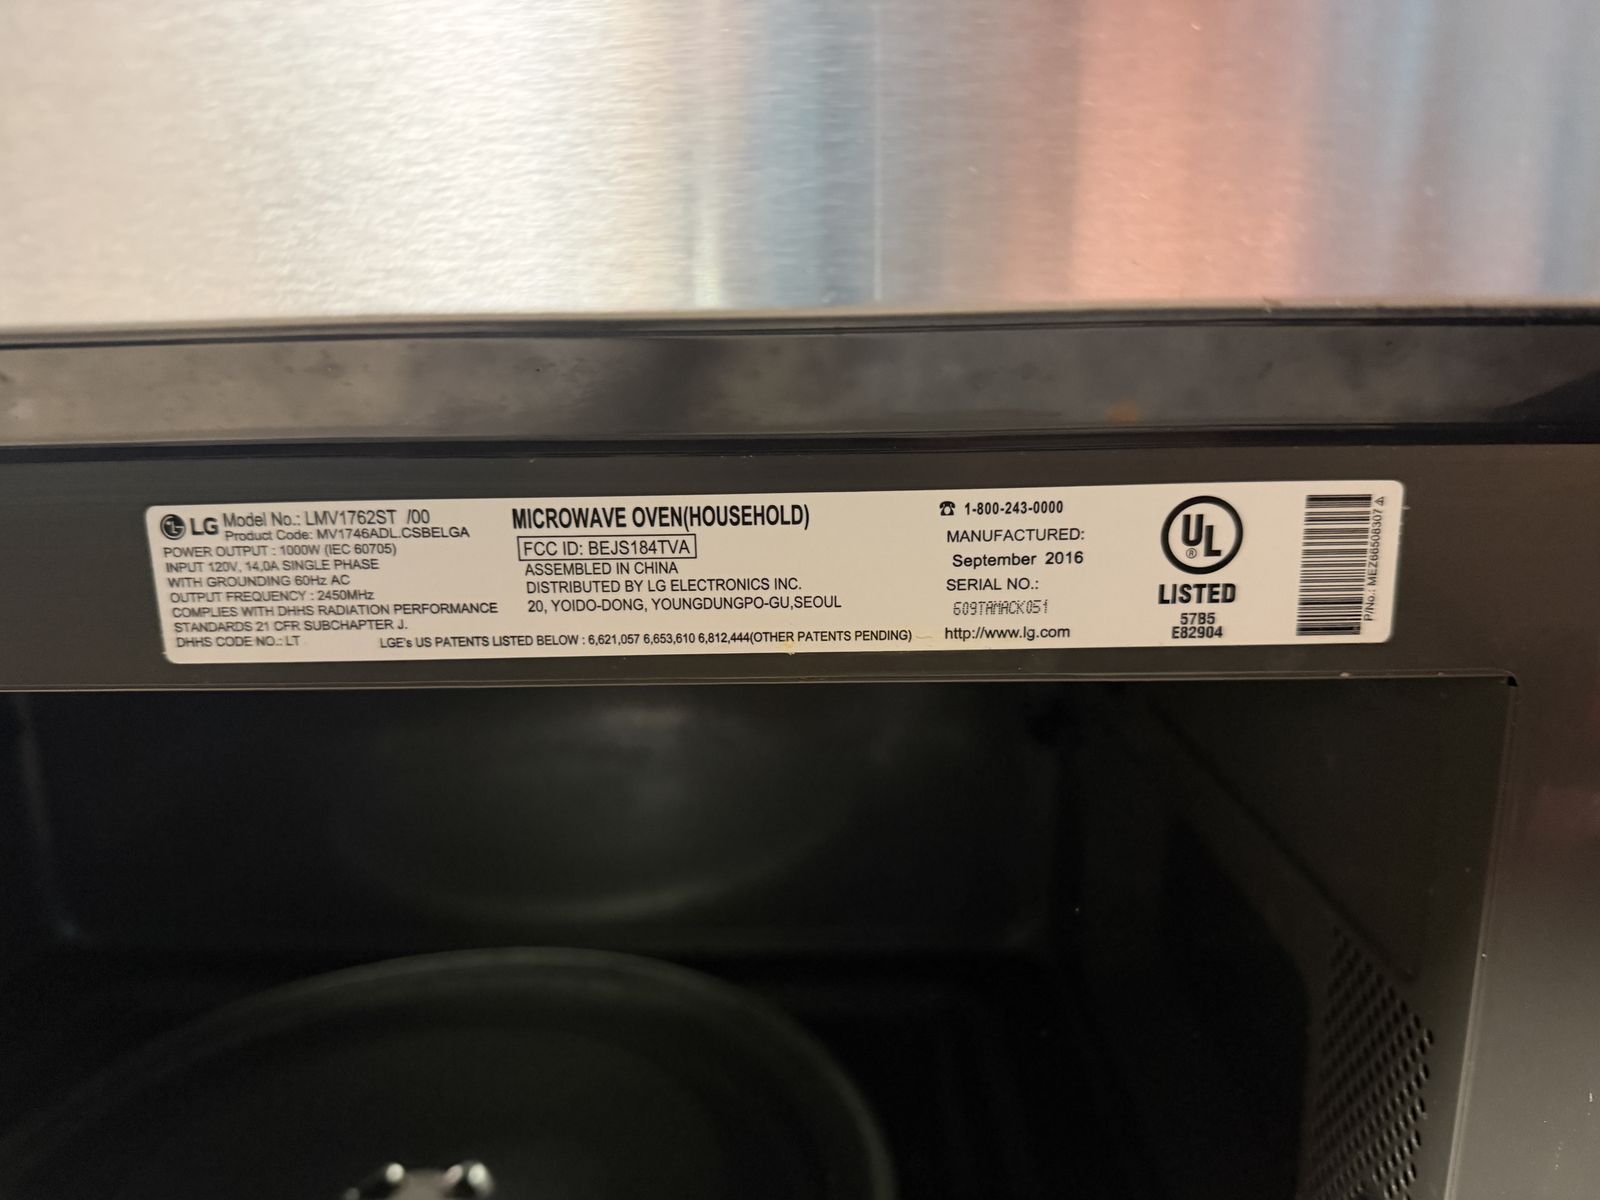 LG Model No.: LMV1762ST /00
Product Code: MV1746ADL.CSBELGA
POWER OUTPUT : 1000W (IEC 60705)
INPUT 120V, 14.0A SINGLE PHASE
WITH GROUNDING 60Hz AC
OUTPUT FREQUENCY : 2450MHz
COMPLIES WITH DHHS RADIATION PERFORMANCE
STANDARDS 21 CFR SUBCHAPTER J.
DHHS CODE NO.: LT
MICROWAVE OVEN(HOUSEHOLD)
FCC ID: BEJS184TVA
ASSEMBLED IN CHINA
DISTRIBUTED BY LG ELECTRONICS INC.
20, YOIDO-DONG, YOUNGDUNGPO-GU,SEOUL
LGE's US PATENTS LISTED BELOW : 6,621,057 6,653,610 6,812,444(OTHER PATENTS PENDING)
☎ 1-800-243-0000
MANUFACTURED:
September 2016
SERIAL NO.:
609TAMACK051
http://www.lg.com
UL ®
LISTED
57B5
E82904
P/No.: MEZ66508307